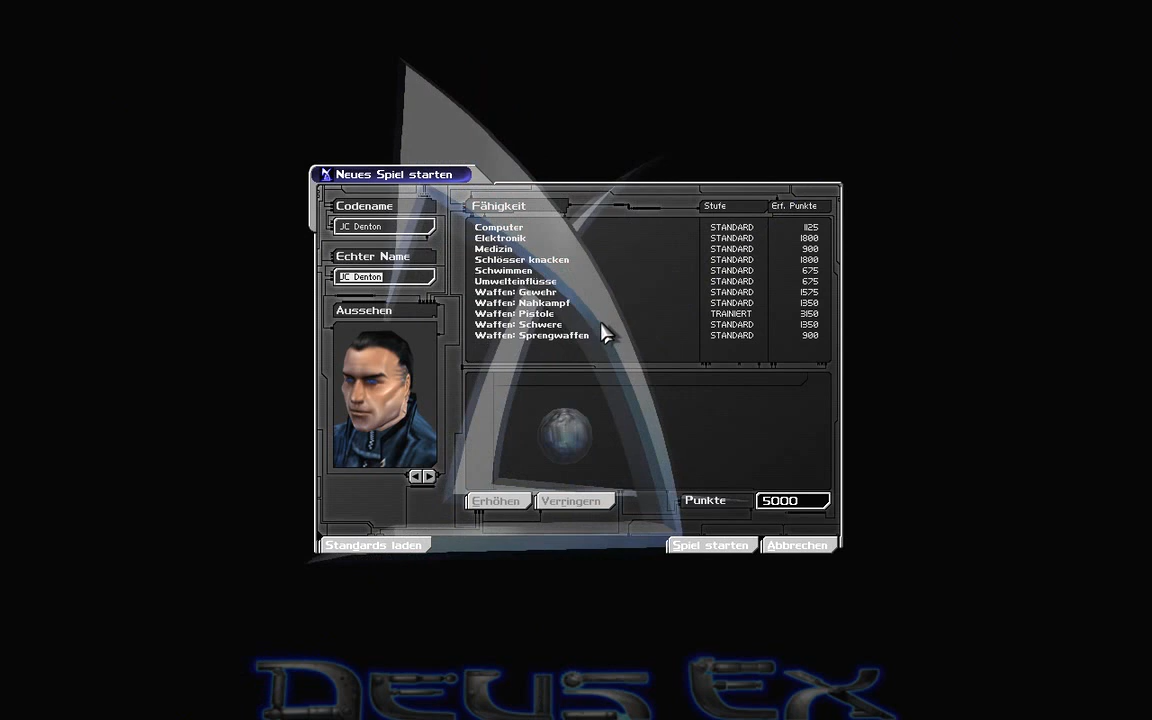 Neues Spiel starten
Codename
JC Denton
Echter Name
JC Denton
Aussehen
Fähigkeit Stufe Erf. Punkte
Computer STANDARD 1125
Elektronik STANDARD 1800
Medizin STANDARD 900
Schlösser knacken STANDARD 1800
Schwimmen STANDARD 675
Umwelteinflüsse STANDARD 675
Waffen: Gewehr STANDARD 1575
Waffen: Nahkampf STANDARD 1350
Waffen: Pistole TRAINIERT 3150
Waffen: Schwere STANDARD 1350
Waffen: Sprengwaffen STANDARD 900
Erhöhen Verringern Punkte 5000
Standards laden Spiel starten Abbrechen
DEUS EX